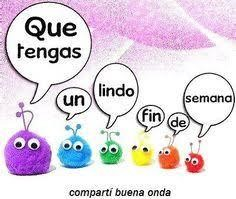 Que
tengas
un
lindo
fin
de
semana
compartí buena onda